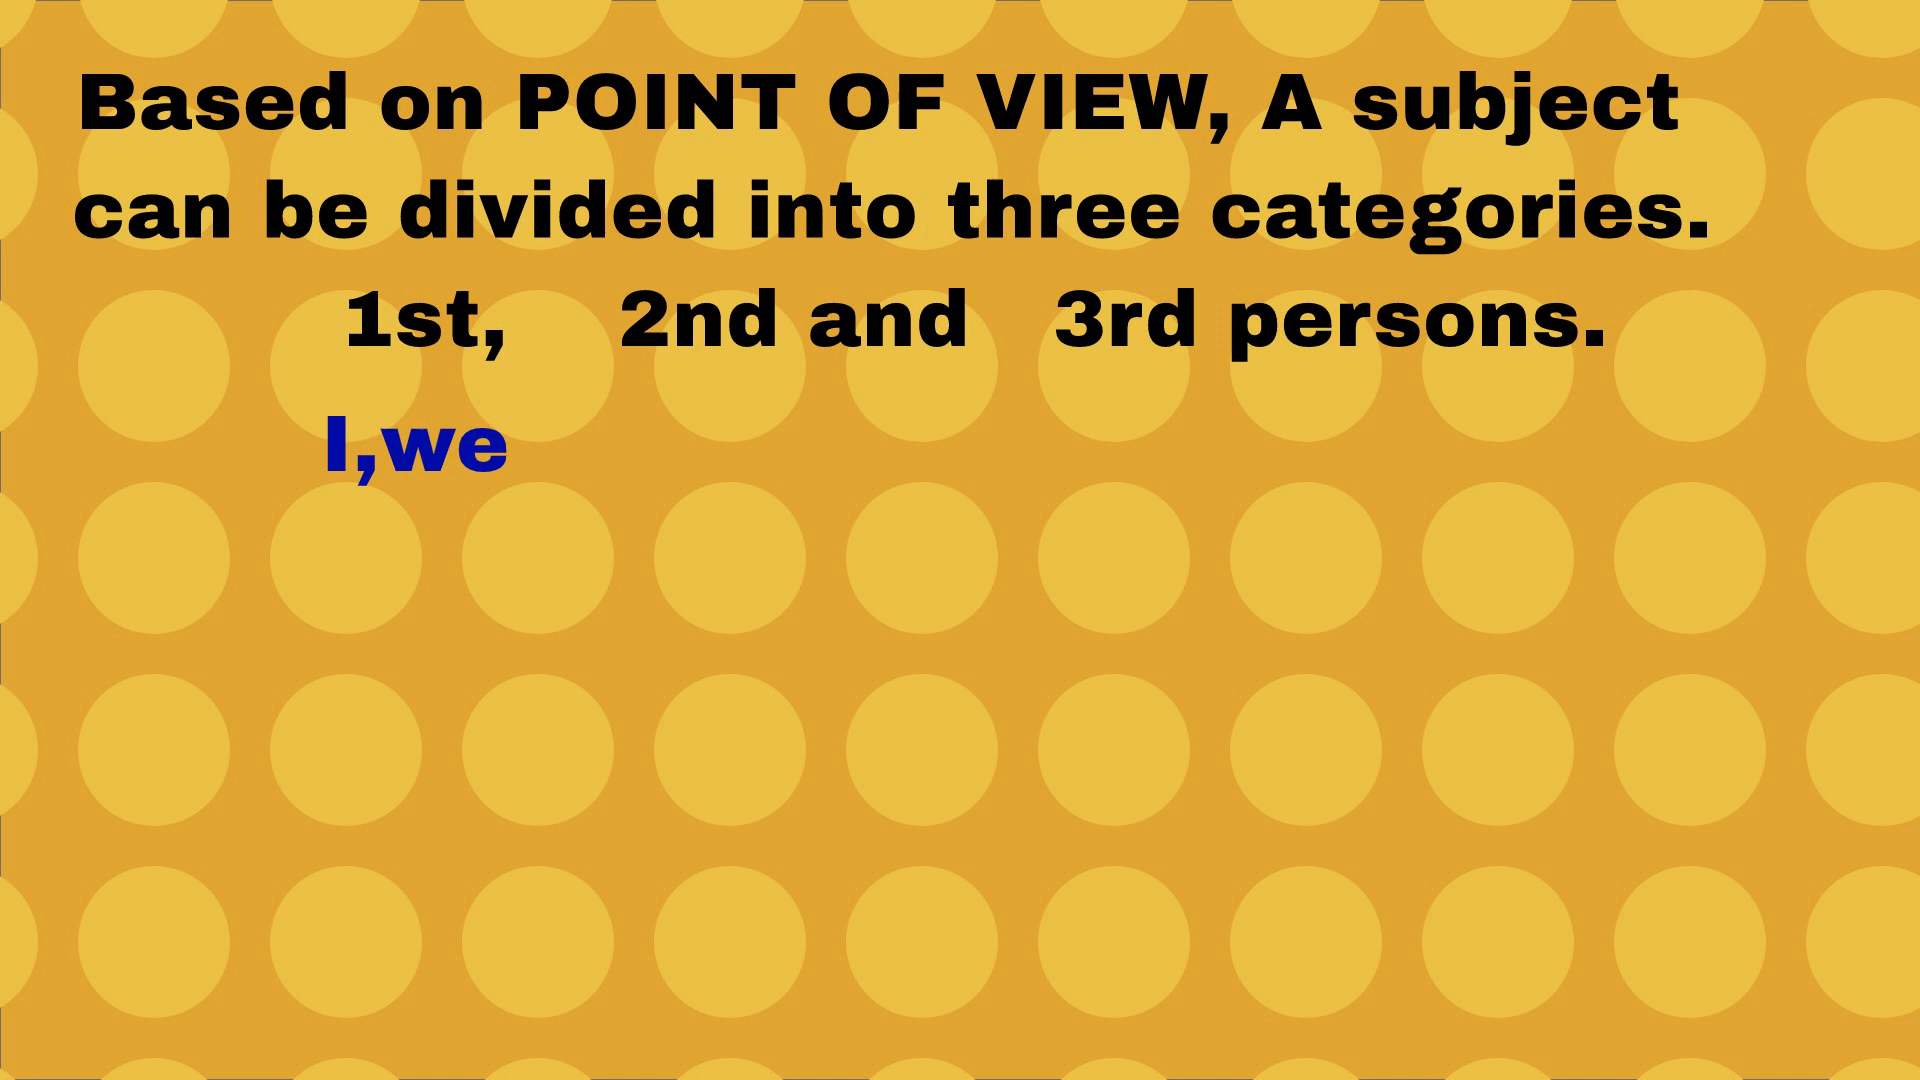 Based on POINT OF VIEW, A subject
can be divided into three categories.
1st, 2nd and 3rd persons.
I,we